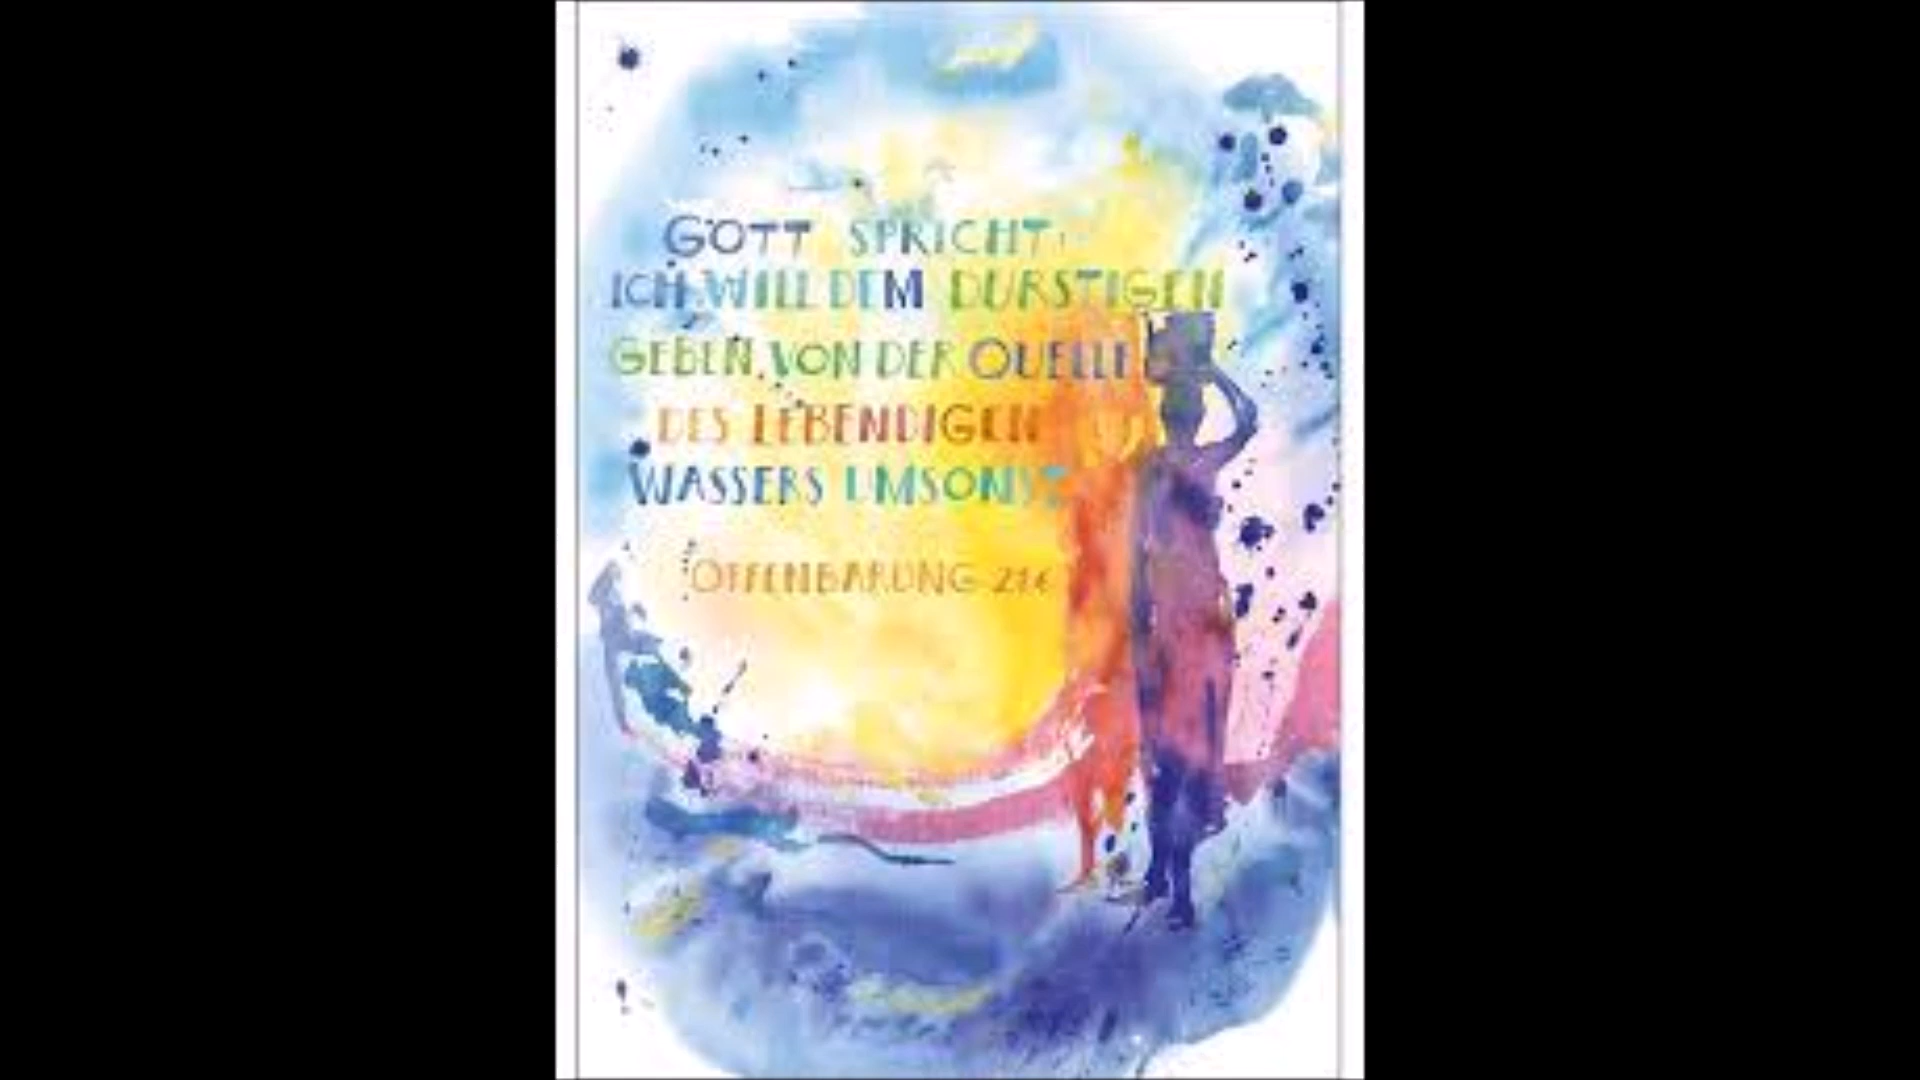 GOTT SPRICHT:
ICH WILL DEM DURSTIGEN
GEBEN VON DER QUELLE
DES LEBENDIGEN
WASSERS UMSONST.
OFFENBARUNG 21,6